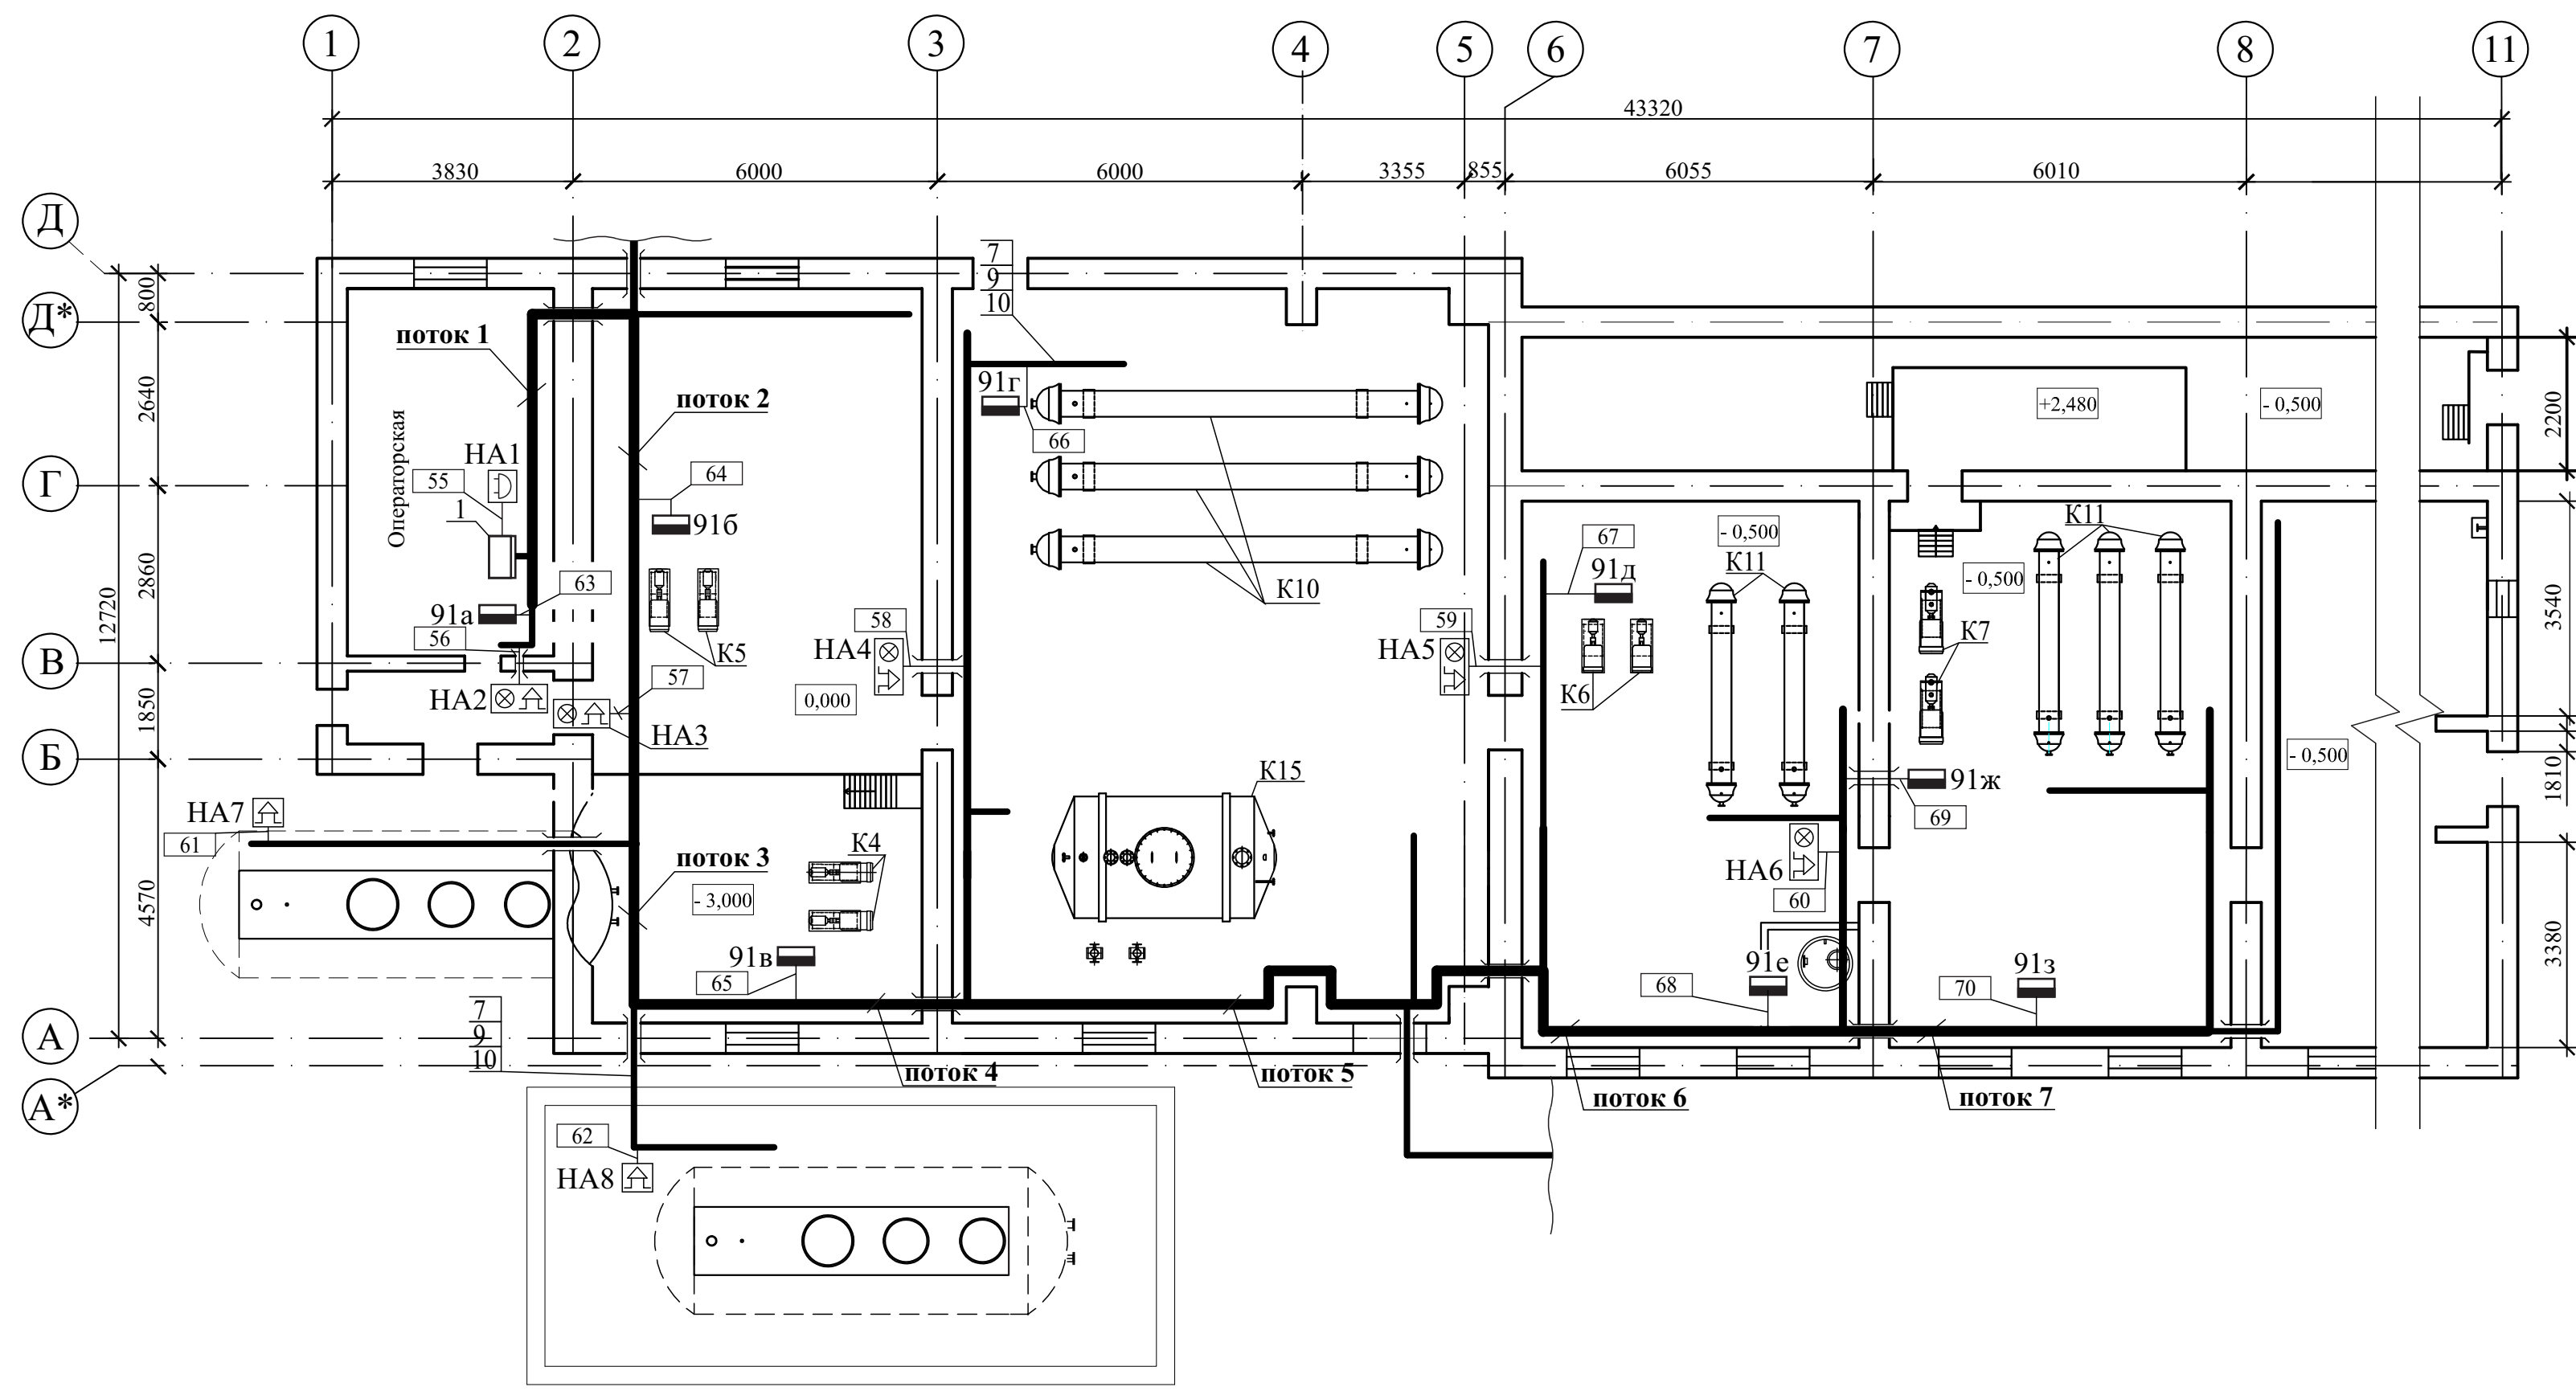 1 2 3 4 5 6 7 8 11
43320
3830 6000 6000 3355 855 6055 6010
Д
Д*
Г
В
Б
А
А*
12720
800
2640
2860
1850
4570
7
9
10
поток 1
поток 2
91г
66
+2,480
- 0,500
2200
Операторская
НА1
55
1
64
91б
К10
67
91д
- 0,500
К11
К11
- 0,500
К7
3540
63
91а
56
К5
58
НА4
0,000
59
НА5
К6
57
НА2
НА3
- 0,500
К15
91ж
69
1810
НА7
61
поток 3
К4
- 3,000
НА6
60
91в
65
91е
68
91з
70
3380
7
9
10
поток 4
поток 5
поток 6
поток 7
62
НА8